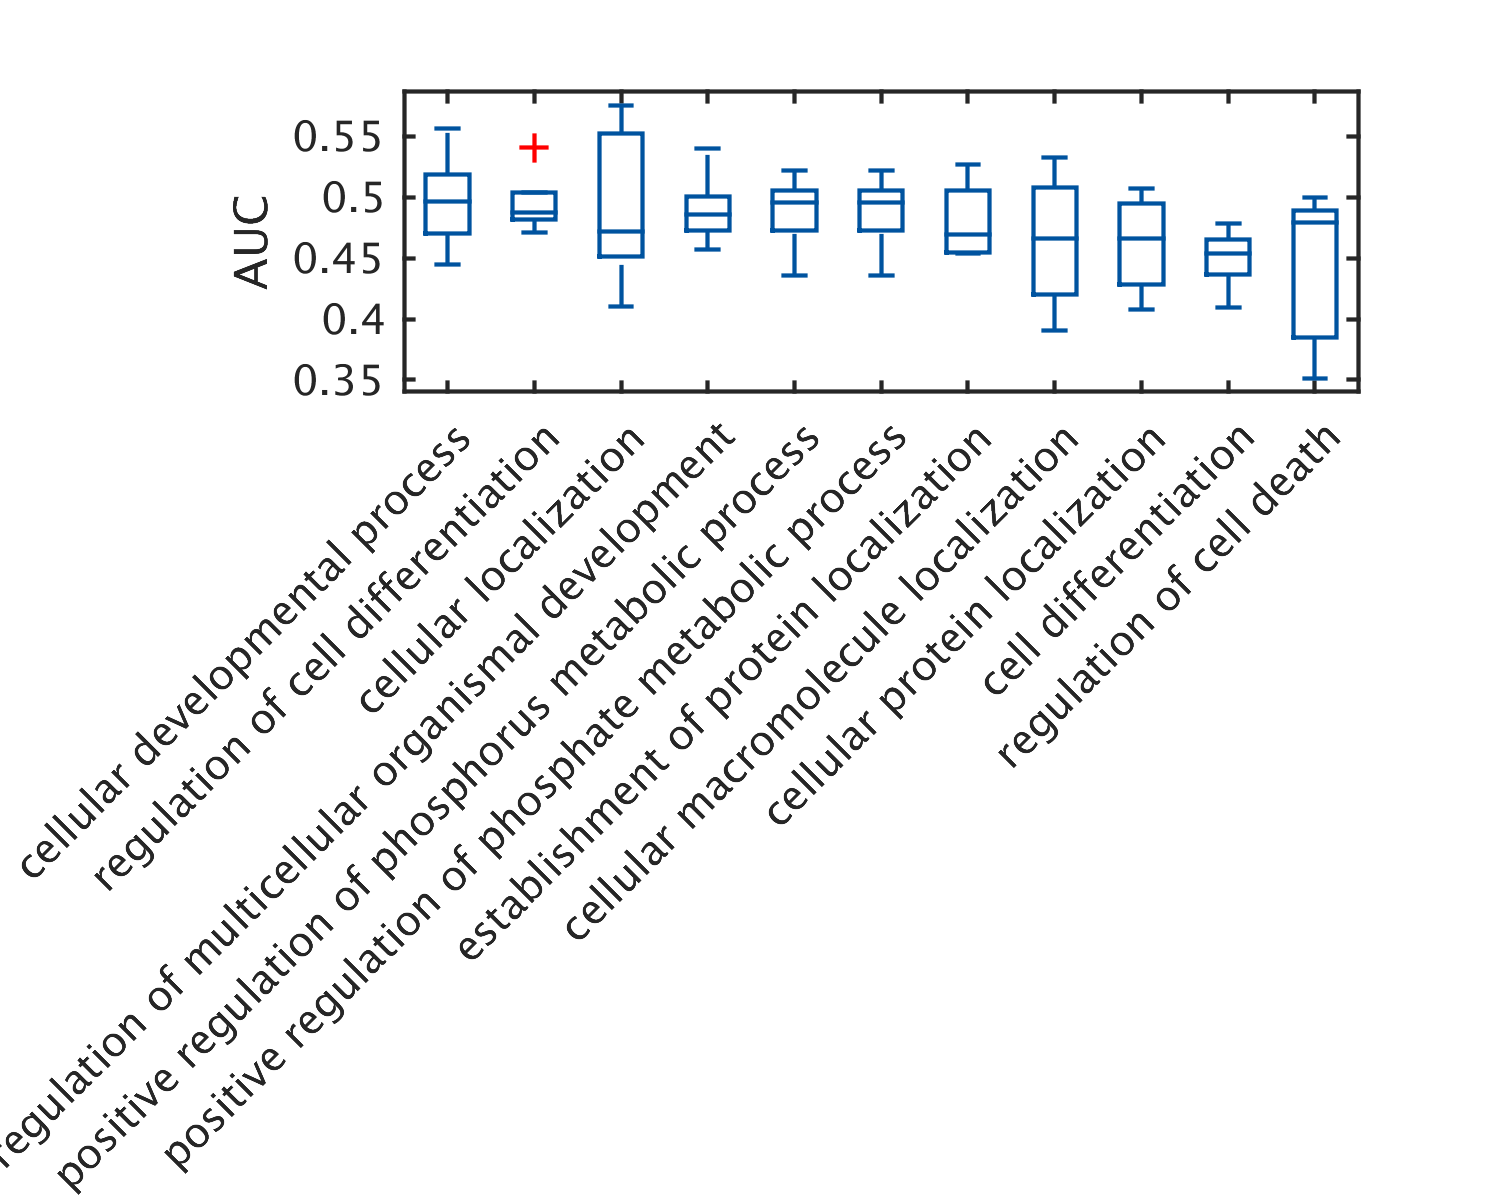 AUC
0.55
0.5
0.45
0.4
0.35
cellular developmental process
regulation of cell differentiation
cellular localization
regulation of multicellular organismal development
positive regulation of phosphorus metabolic process
positive regulation of phosphate metabolic process
establishment of protein localization
cellular macromolecule localization
cellular protein localization
cell differentiation
regulation of cell death